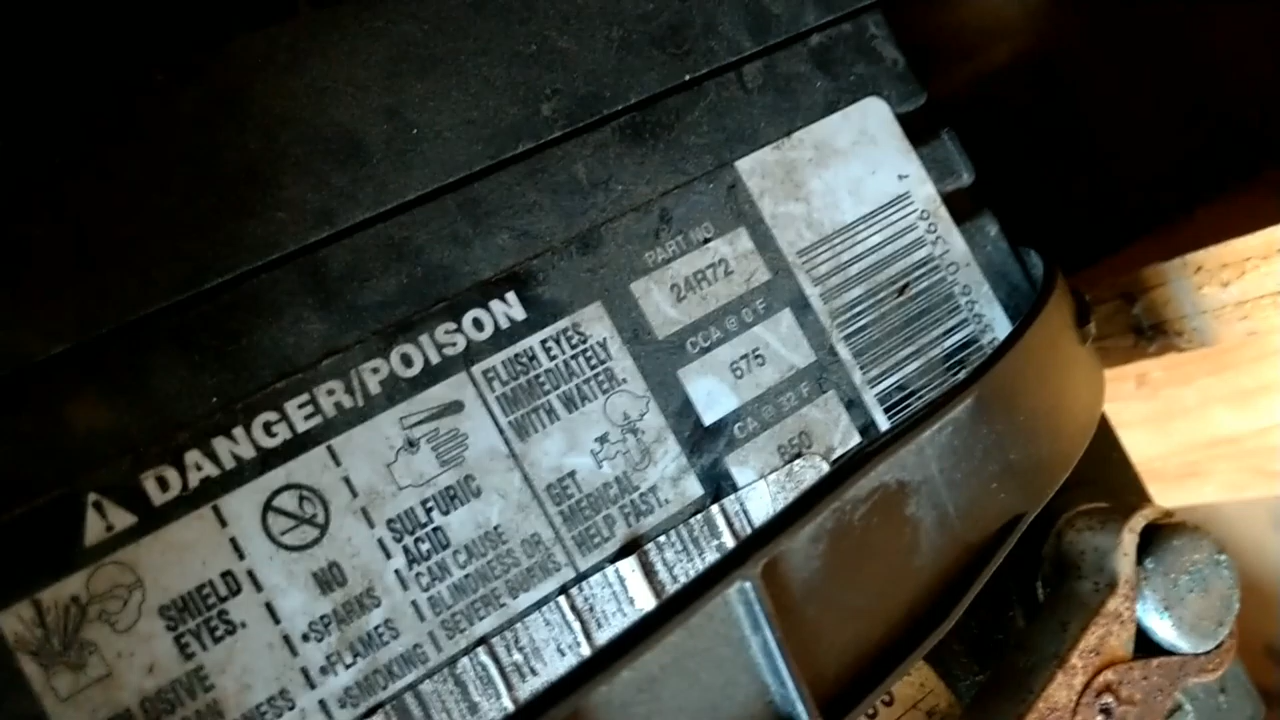 DANGER/POISON
SHIELD
EYES.
NO
•SPARKS
•FLAMES
•SMOKING
SULFURIC
ACID
CAN CAUSE
BLINDNESS OR
SEVERE BURNS.
FLUSH EYES
IMMEDIATELY
WITH WATER.
GET
MEDICAL
HELP FAST.
PART NO
24R72
CCA @ 0 F
675
CA @ 32 F
850